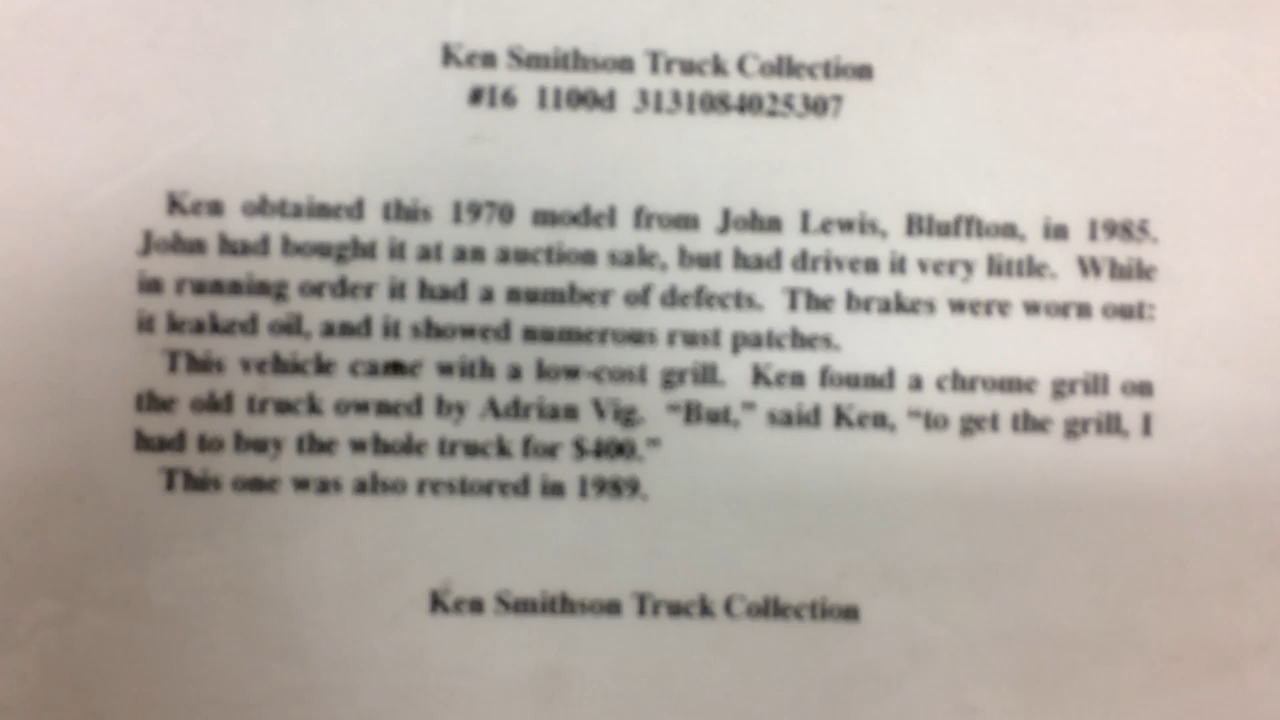 Ken Smithson Truck Collection
#16 1100d 3131084025307
Ken obtained this 1970 model from John Lewis, Bluffton, in 1985.
John had bought it at an auction sale, but had driven it very little. While
in running order it had a number of defects. The brakes were worn out:
it leaked oil, and it showed numerous rust patches.
This vehicle came with a low-cost grill. Ken found a chrome grill on
the old truck owned by Adrian Vig. “But,” said Ken, “to get the grill, I
had to buy the whole truck for $400.”
This one was also restored in 1989.
Ken Smithson Truck Collection